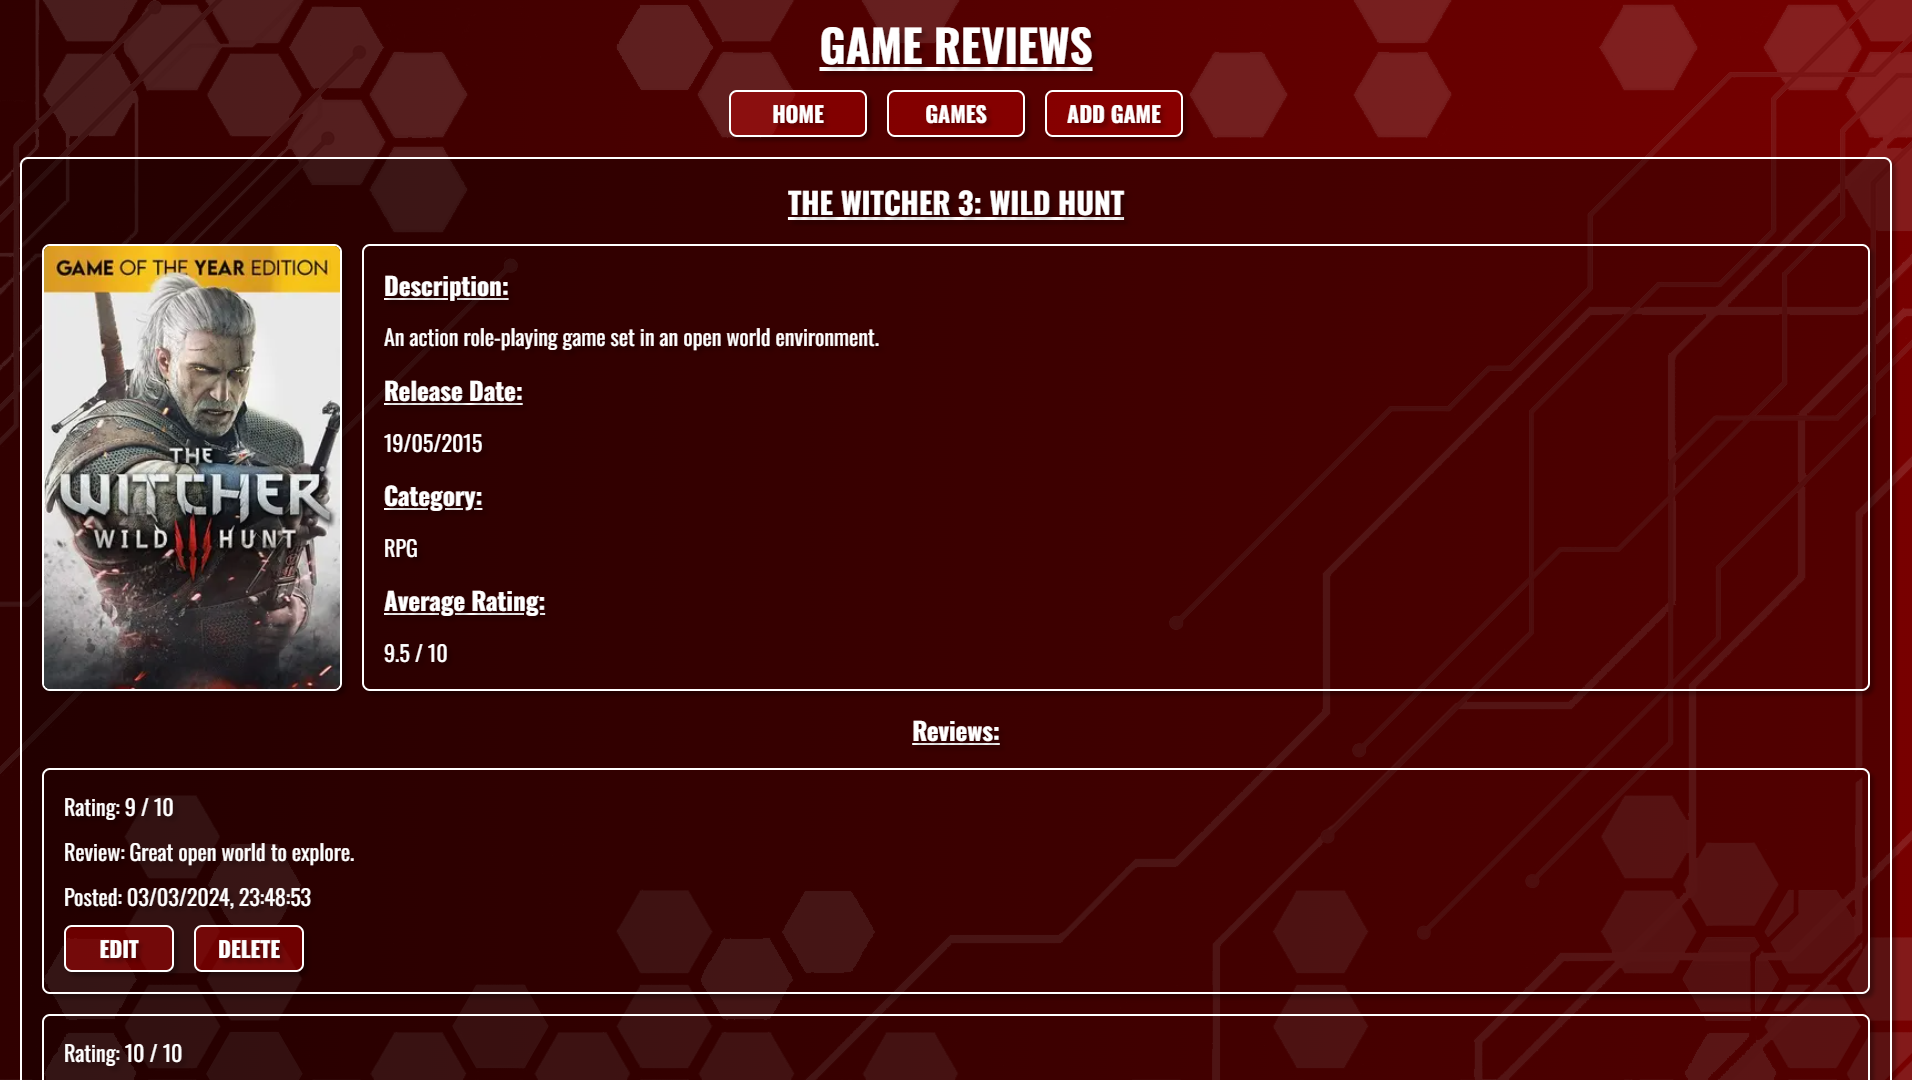 GAME REVIEWS
HOME
GAMES
ADD GAME
THE WITCHER 3: WILD HUNT
GAME OF THE YEAR EDITION
THE
WITCHER
WILD III HUNT
Description:
An action role-playing game set in an open world environment.
Release Date:
19/05/2015
Category:
RPG
Average Rating:
9.5 / 10
Reviews:
Rating: 9 / 10
Review: Great open world to explore.
Posted: 03/03/2024, 23:48:53
EDIT
DELETE
Rating: 10 / 10